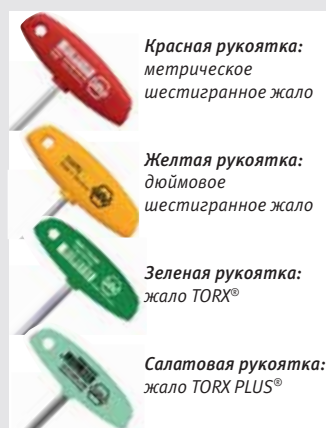 Красная рукоятка:
метрическое
шестигранное жало
Желтая рукоятка:
дюймовое
шестигранное жало
Зеленая рукоятка:
жало TORX®
Салатовая рукоятка:
жало TORX PLUS®